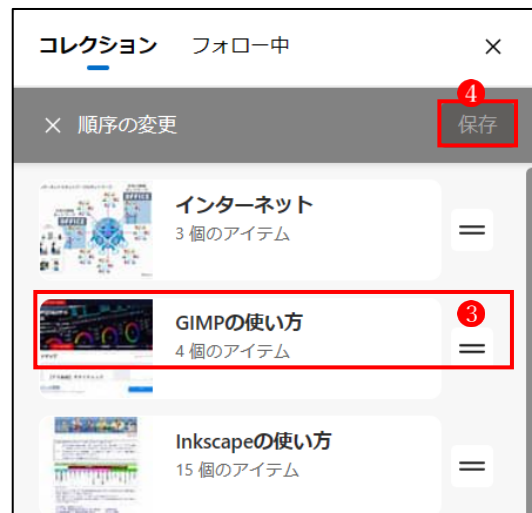 コレクション フォロー中
4
順序の変更 保存
インターネット
3 個のアイテム
3
GIMPの使い方
4 個のアイテム
Inkscapeの使い方
15 個のアイテム